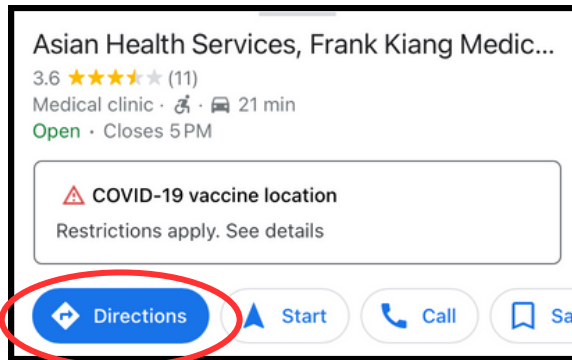 Asian Health Services, Frank Kiang Medic...
3.6 (11)
Medical clinic · · 21 min
Open · Closes 5 PM
COVID-19 vaccine location
Restrictions apply. See details
Directions Start Call Sa